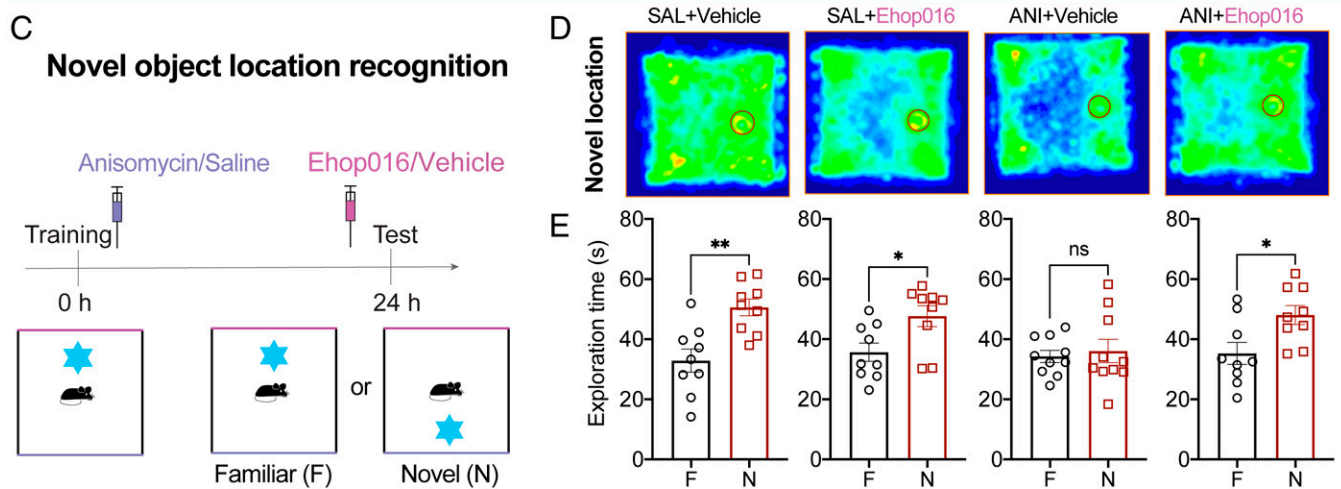 C
Novel object location recognition
Anisomycin/Saline
Ehop016/Vehicle
Training
Test
0 h
24 h
or
Familiar (F)
Novel (N)
D
SAL+Vehicle
SAL+Ehop016
ANI+Vehicle
ANI+Ehop016
Novel location
E
Exploration time (s)
80
60
40
20
0
**
F
N
80
60
40
20
0
*
F
N
80
60
40
20
0
ns
F
N
80
60
40
20
0
*
F
N